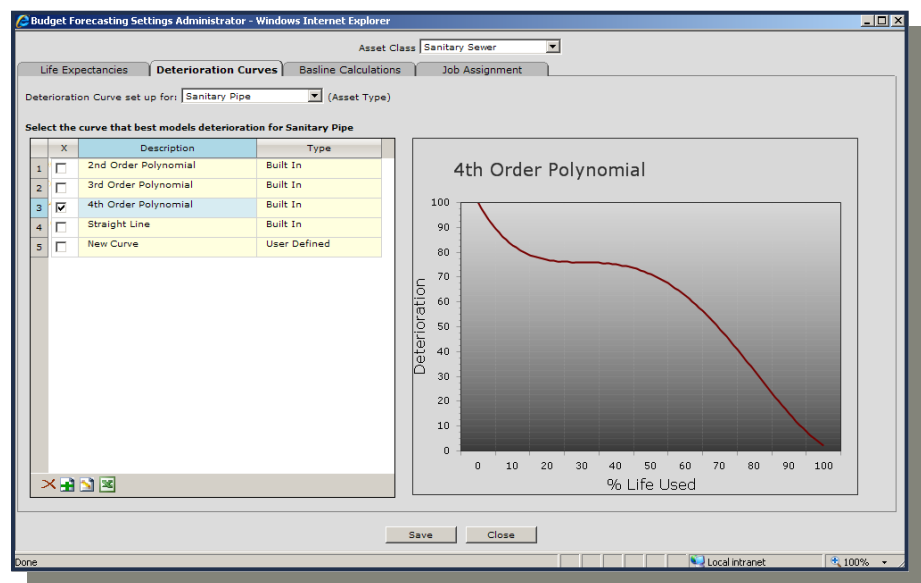 Budget Forecasting Settings Administrator - Windows Internet Explorer
Asset Class Sanitary Sewer
Life Expectancies Deterioration Curves Basline Calculations Job Assignment
Deterioration Curve set up for: Sanitary Pipe (Asset Type)
Select the curve that best models deterioration for Sanitary Pipe
X Description Type
1 2nd Order Polynomial Built In
2 3rd Order Polynomial Built In
3 4th Order Polynomial Built In
4 Straight Line Built In
5 New Curve User Defined
4th Order Polynomial
Deterioration
100
90
80
70
60
50
40
30
20
10
0
0 10 20 30 40 50 60 70 80 90 100
% Life Used
Save Close
Done Local intranet 100%